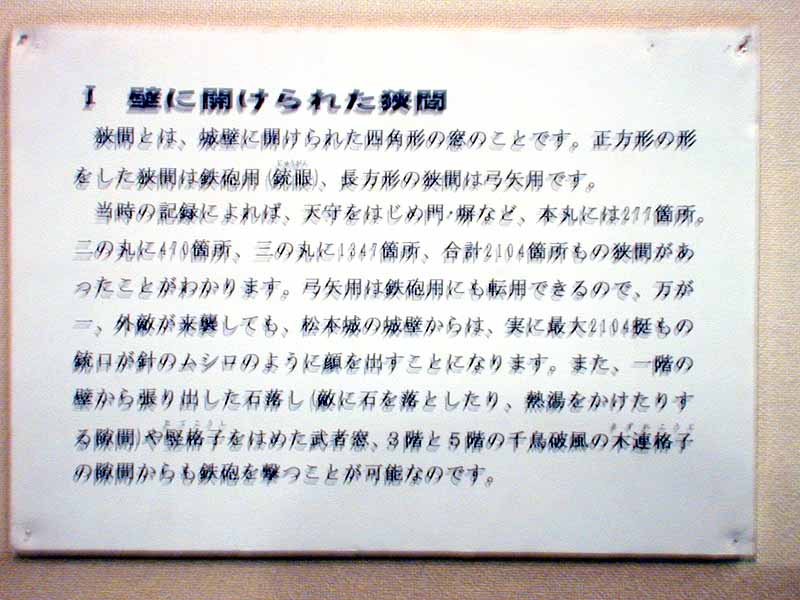 I 壁に開けられた狭間
狭間とは、城壁に開けられた四角形の窓のことです。正方形の形
をした狭間は鉄砲用(銃眼)、長方形の狭間は弓矢用です。
当時の記録によれば、天守をはじめ門・塀など、本丸には277箇所。
二の丸に470箇所、三の丸に1347箇所、合計2104箇所もの狭間があ
ったことがわかります。弓矢用は鉄砲用にも転用できるので、万が
一、外敵が来襲しても、松本城の城壁からは、実に最大2104挺もの
銃口が針のムシロのように顔を出すことになります。また、一階の
壁から張り出した石落し(敵に石を落としたり、熱湯をかけたりす
る隙間)や竪格子をはめた武者窓、3階と5階の千鳥破風の木連格子
の隙間からも鉄砲を撃つことが可能なのです。